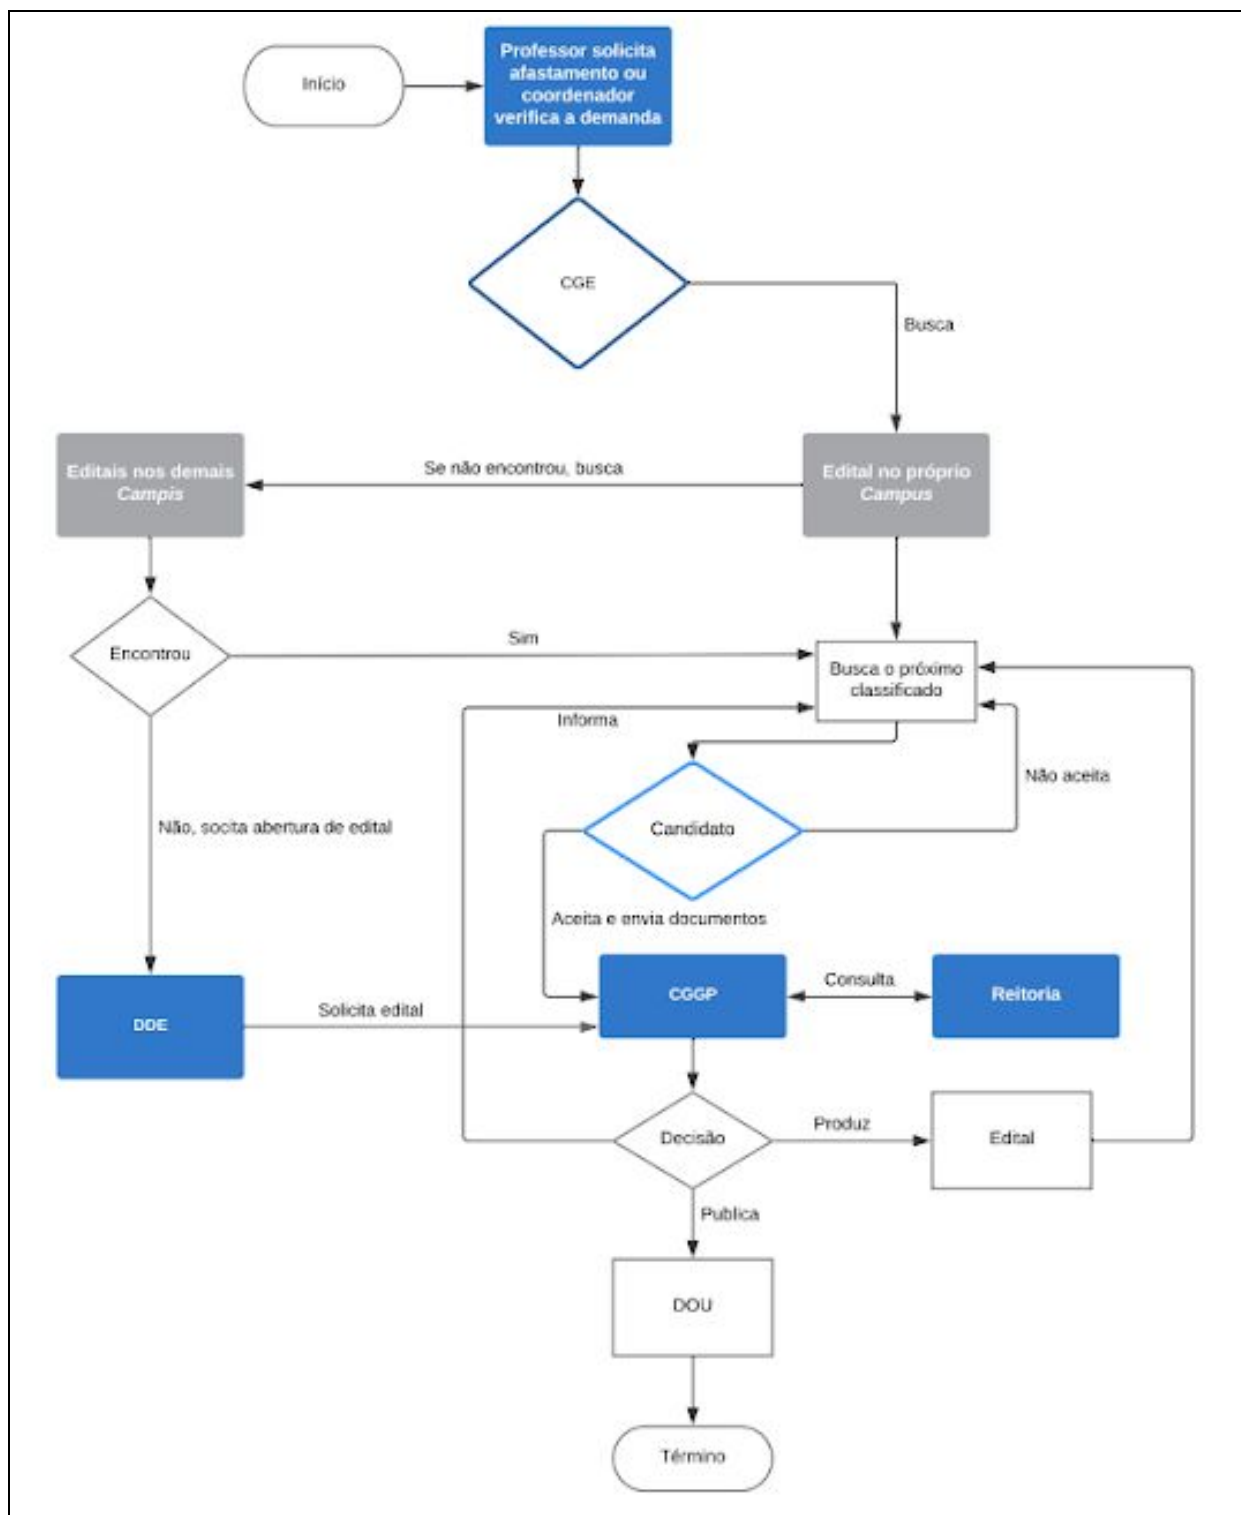 Início
Professor solicita
afastamento ou
coordenador
verifica a demanda
CGE
Busca
Editais nos demais
Campis
Se não encontrou, busca
Edital no próprio
Campus
Encontrou
Sim
Busca o próximo
classificado
Informa
Não aceita
Candidato
Não, socita abertura de edital
Aceita e envia documentos
DDE
Solicita edital
CGGP
Consulta
Reitoria
Decisão
Produz
Edital
Publica
DOU
Término